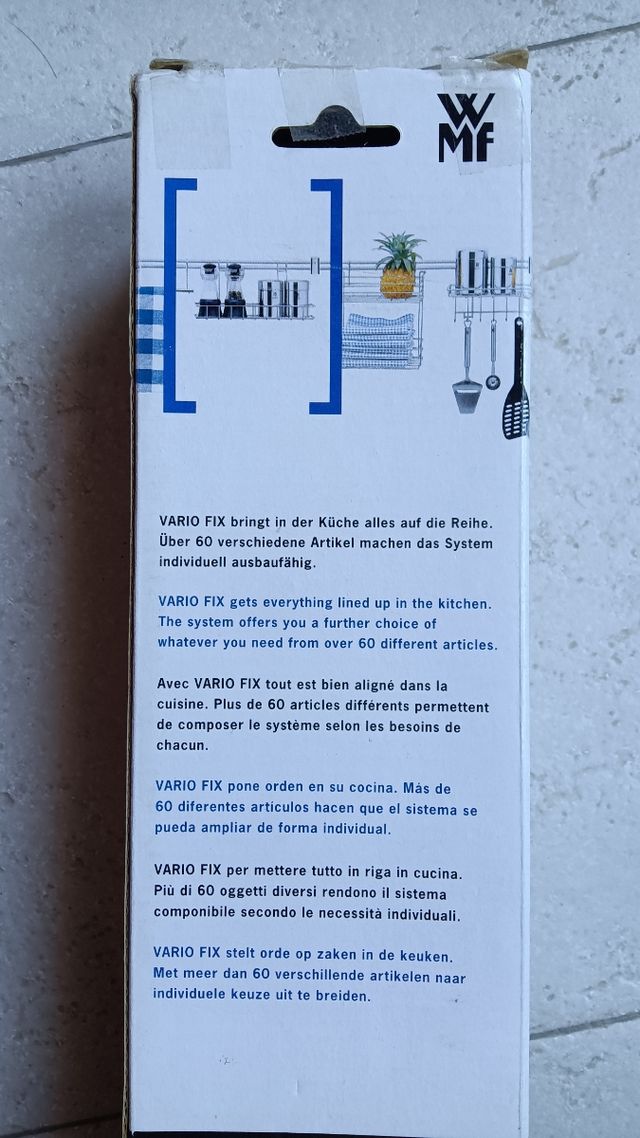 WMF
VARIO FIX bringt in der Küche alles auf die Reihe.
Über 60 verschiedene Artikel machen das System
individuell ausbaufähig.
VARIO FIX gets everything lined up in the kitchen.
The system offers you a further choice of
whatever you need from over 60 different articles.
Avec VARIO FIX tout est bien aligné dans la
cuisine. Plus de 60 articles différents permettent
de composer le système selon les besoins de
chacun.
VARIO FIX pone orden en su cocina. Más de
60 diferentes artículos hacen que el sistema se
pueda ampliar de forma individual.
VARIO FIX per mettere tutto in riga in cucina.
Più di 60 oggetti diversi rendono il sistema
componibile secondo le necessità individuali.
VARIO FIX stelt orde op zaken in de keuken.
Met meer dan 60 verschillende artikelen naar
individuele keuze uit te breiden.